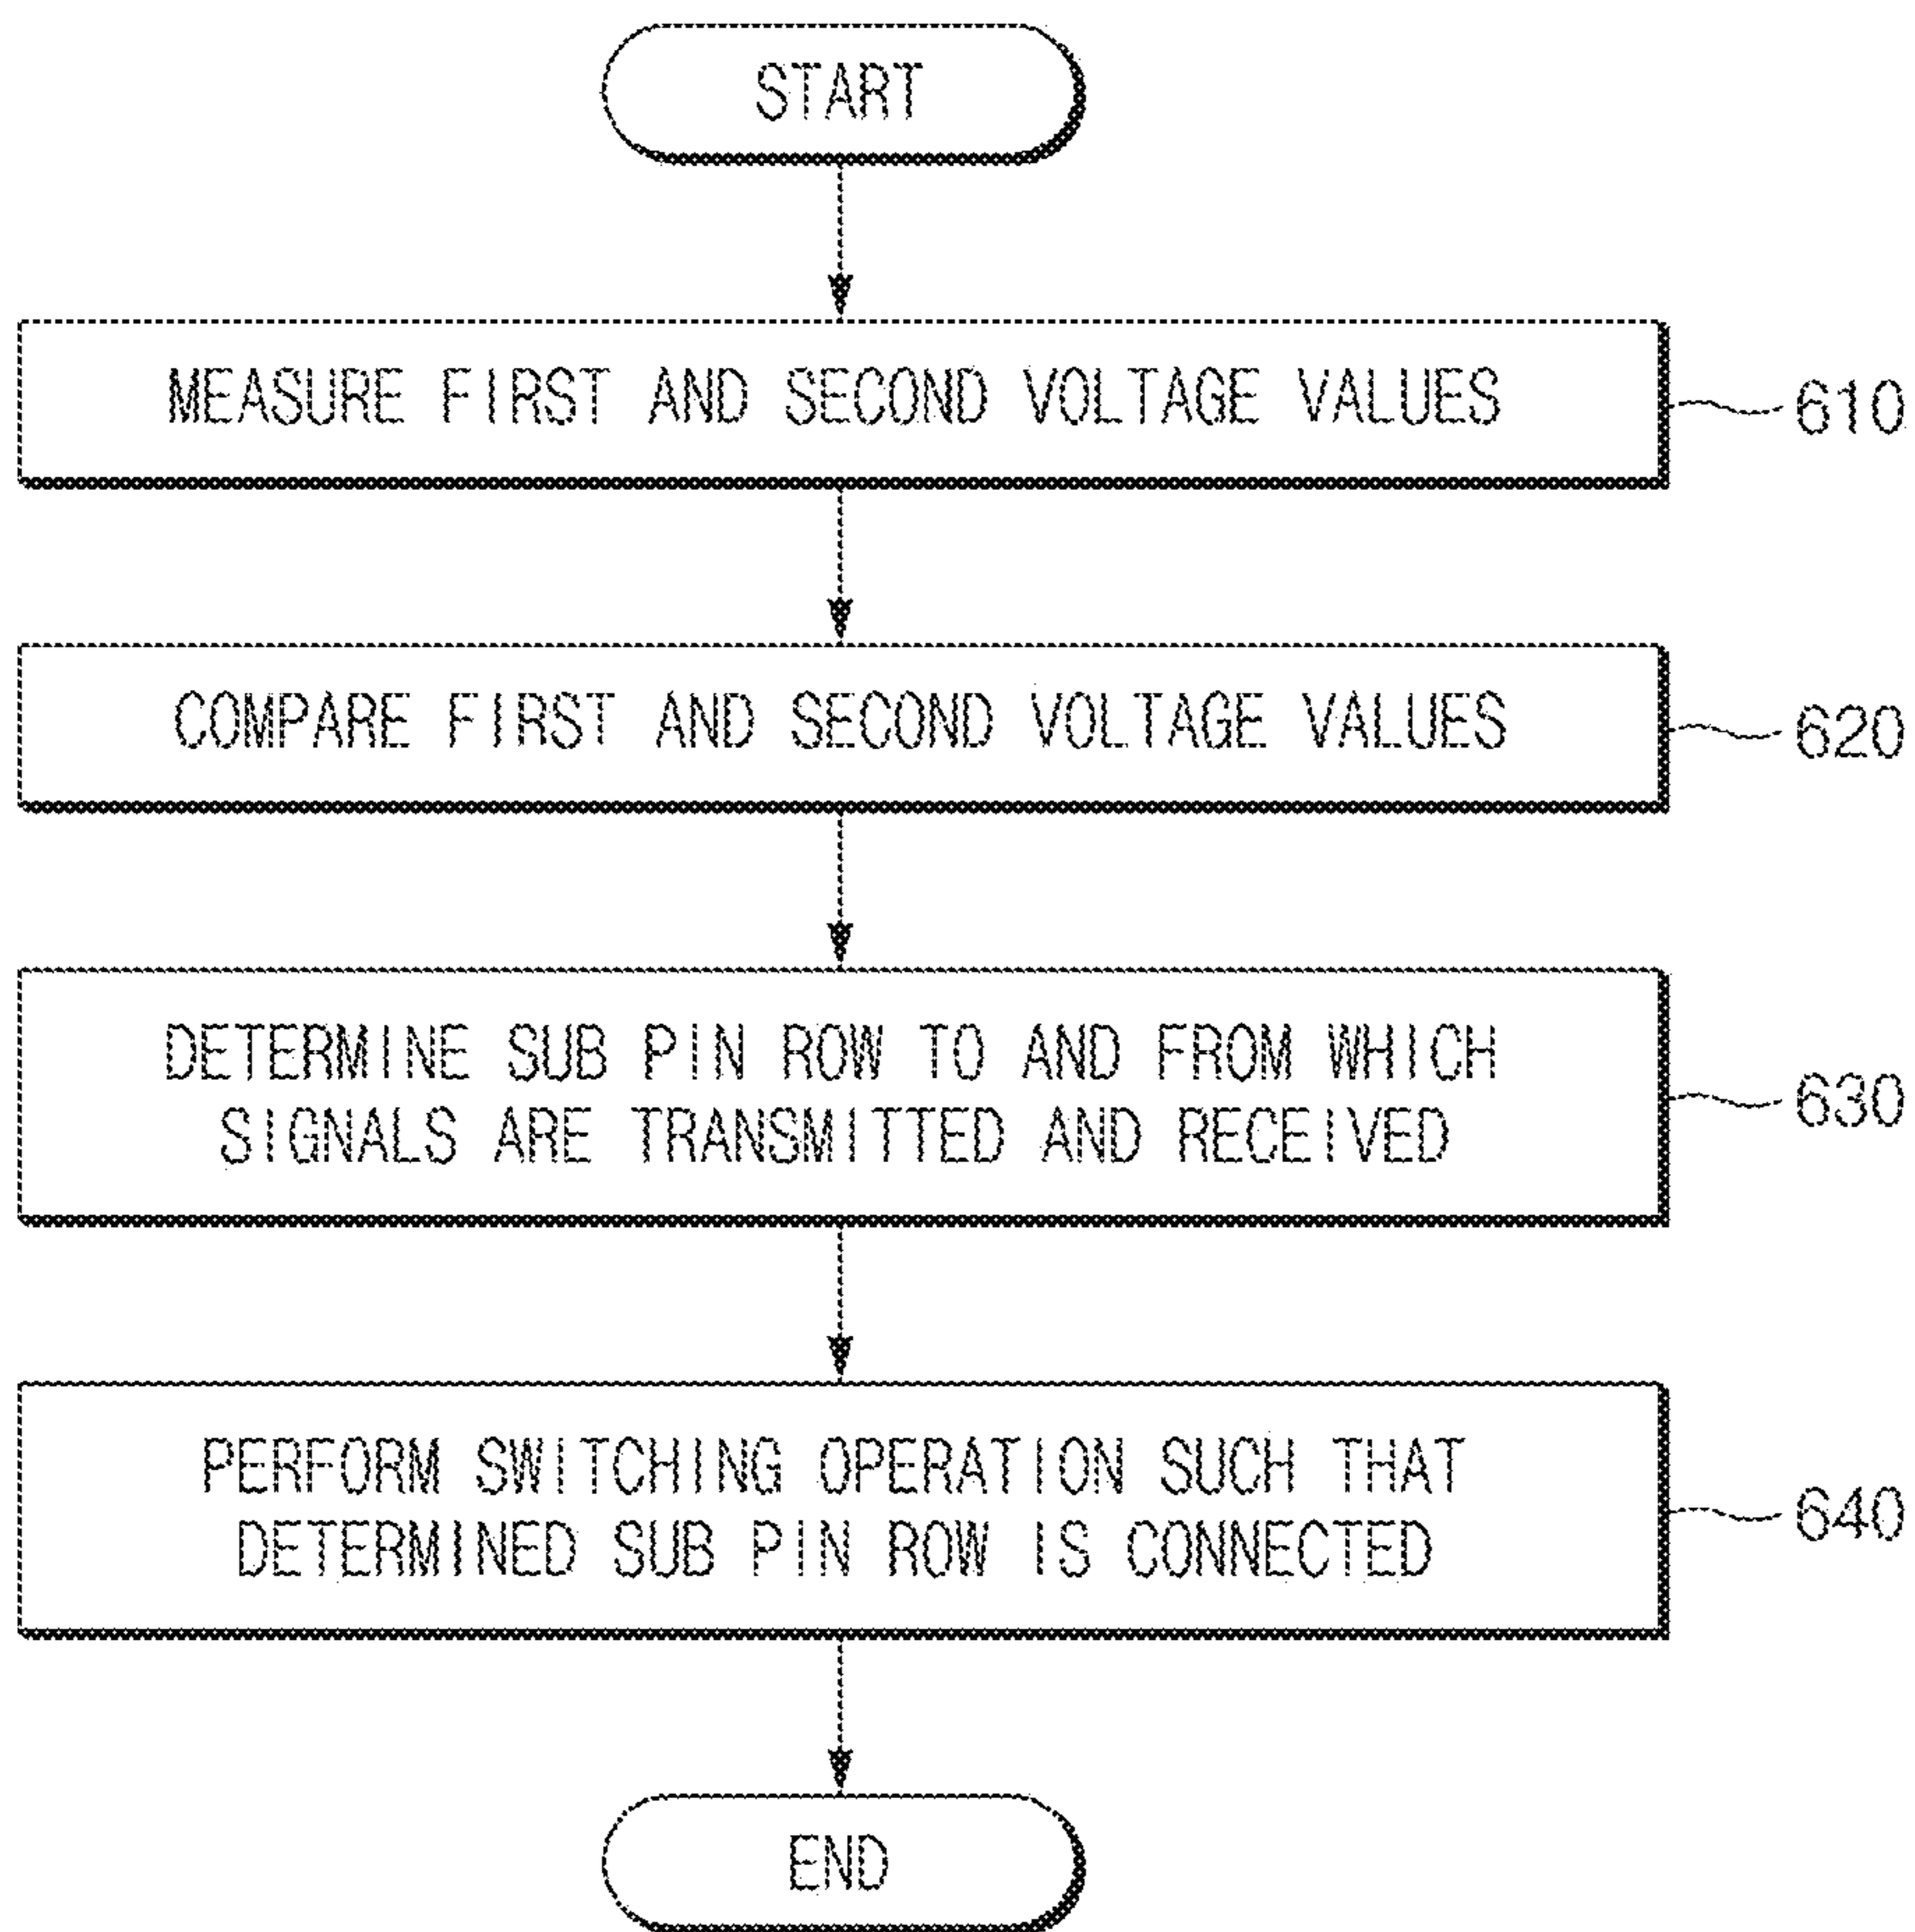 START
MEASURE FIRST AND SECOND VOLTAGE VALUES
610
COMPARE FIRST AND SECOND VOLTAGE VALUES
620
DETERMINE SUB PIN ROW TO AND FROM WHICH
SIGNALS ARE TRANSMITTED AND RECEIVED
630
PERFORM SWITCHING OPERATION SUCH THAT
DETERMINED SUB PIN ROW IS CONNECTED
640
END